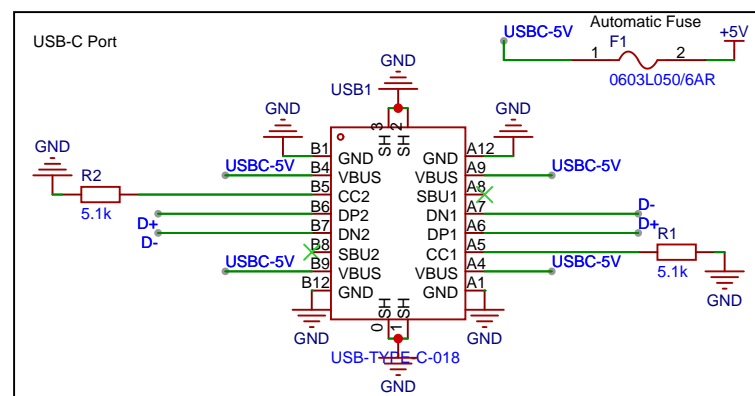 USB-C Port
Automatic Fuse
USBC-5V
F1
+5V
1
2
0603L050/6AR
GND
USB1
3
2
SH
SH
GND
GND
B1
GND
GND
A12
USBC-5V
B4
VBUS
VBUS
A9
USBC-5V
GND
R2
5.1k
B5
CC2
SBU1
A8
D+
B6
DP2
DN1
A7
D-
D-
B7
DN2
DP1
A6
D+
B8
SBU2
CC1
A5
R1
5.1k
USBC-5V
B9
VBUS
VBUS
A4
USBC-5V
B12
GND
GND
A1
GND
SH
SH
0
1
GND
GND
USB-TYPE-C-018
GND